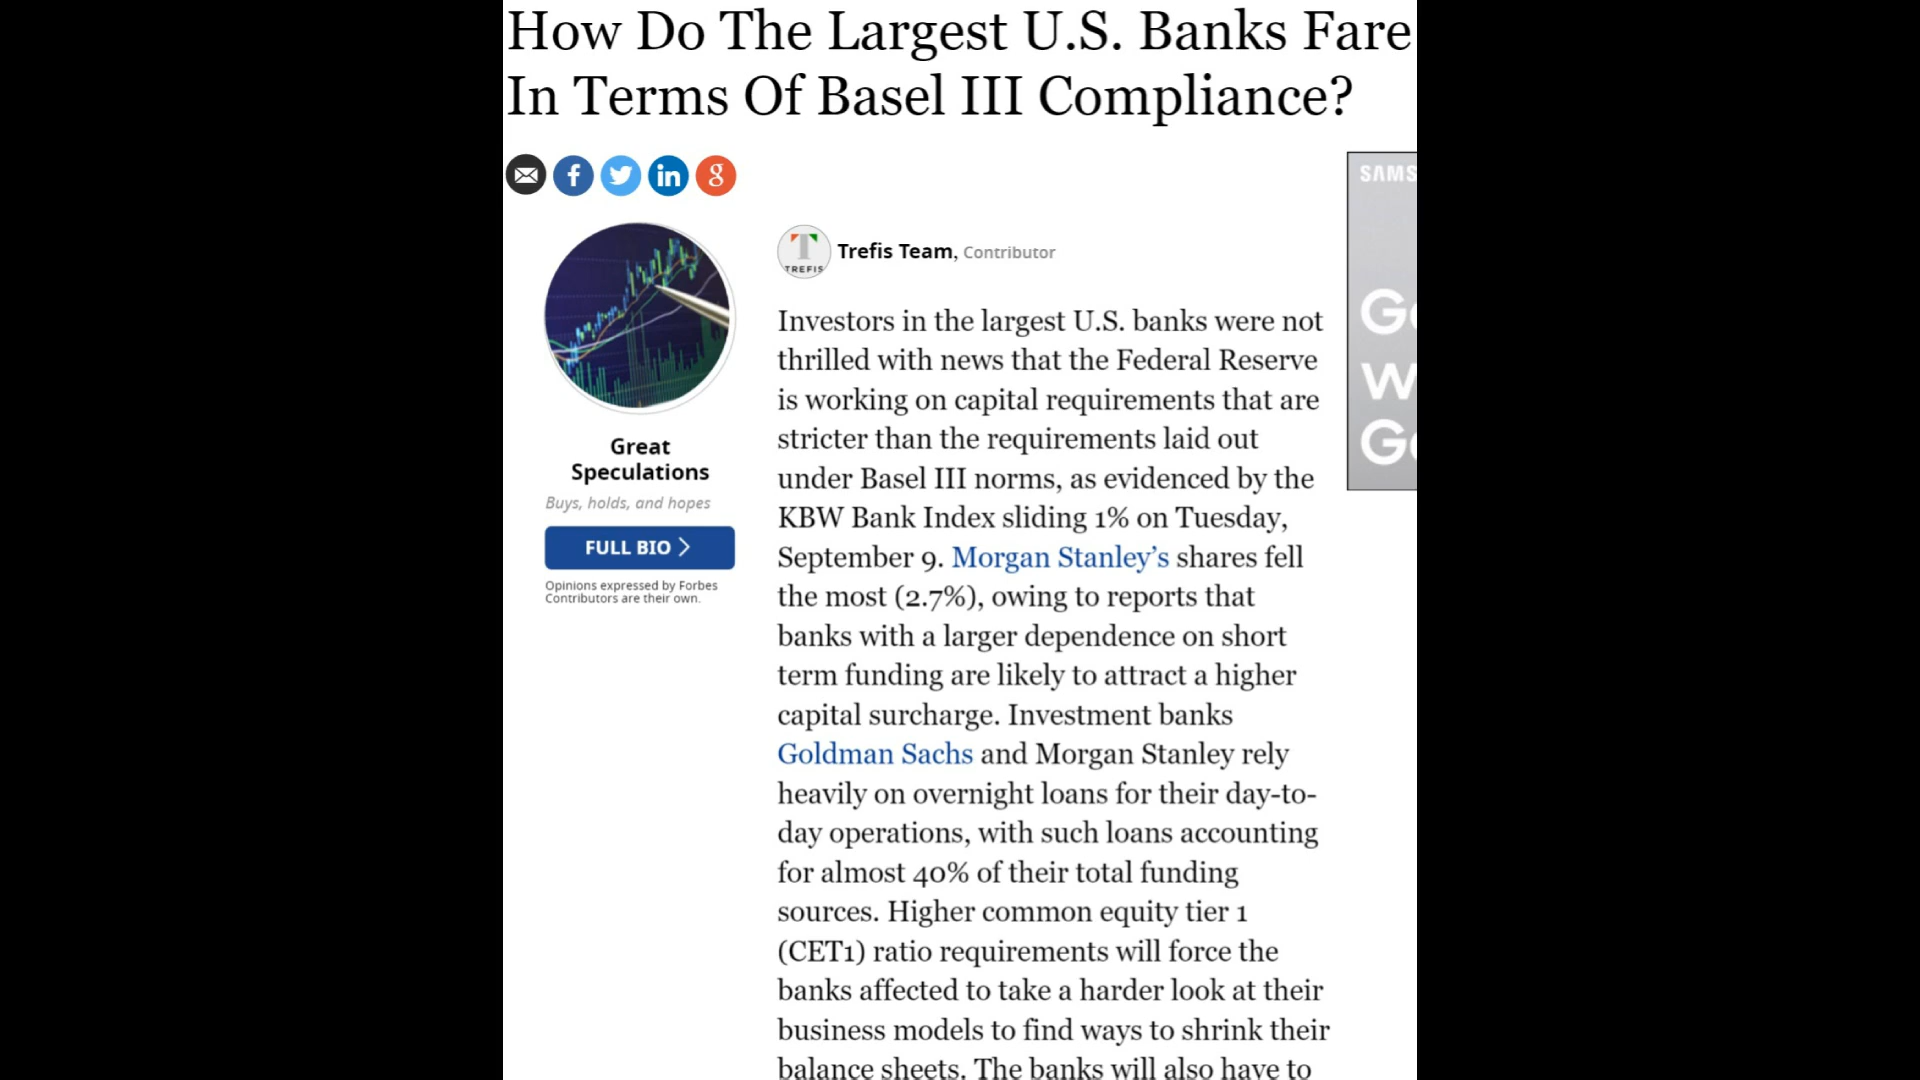 How Do The Largest U.S. Banks Fare
In Terms Of Basel III Compliance?
SAMS
TREFIS
Trefis Team, Contributor
Great
Speculations
Buys, holds, and hopes
FULL BIO
Opinions expressed by Forbes
Contributors are their own.
Investors in the largest U.S. banks were not
thrilled with news that the Federal Reserve
is working on capital requirements that are
stricter than the requirements laid out
under Basel III norms, as evidenced by the
KBW Bank Index sliding 1% on Tuesday,
September 9. Morgan Stanley’s shares fell
the most (2.7%), owing to reports that
banks with a larger dependence on short
term funding are likely to attract a higher
capital surcharge. Investment banks
Goldman Sachs and Morgan Stanley rely
heavily on overnight loans for their day-to-
day operations, with such loans accounting
for almost 40% of their total funding
sources. Higher common equity tier 1
(CET1) ratio requirements will force the
banks affected to take a harder look at their
business models to find ways to shrink their
balance sheets. The banks will also have to